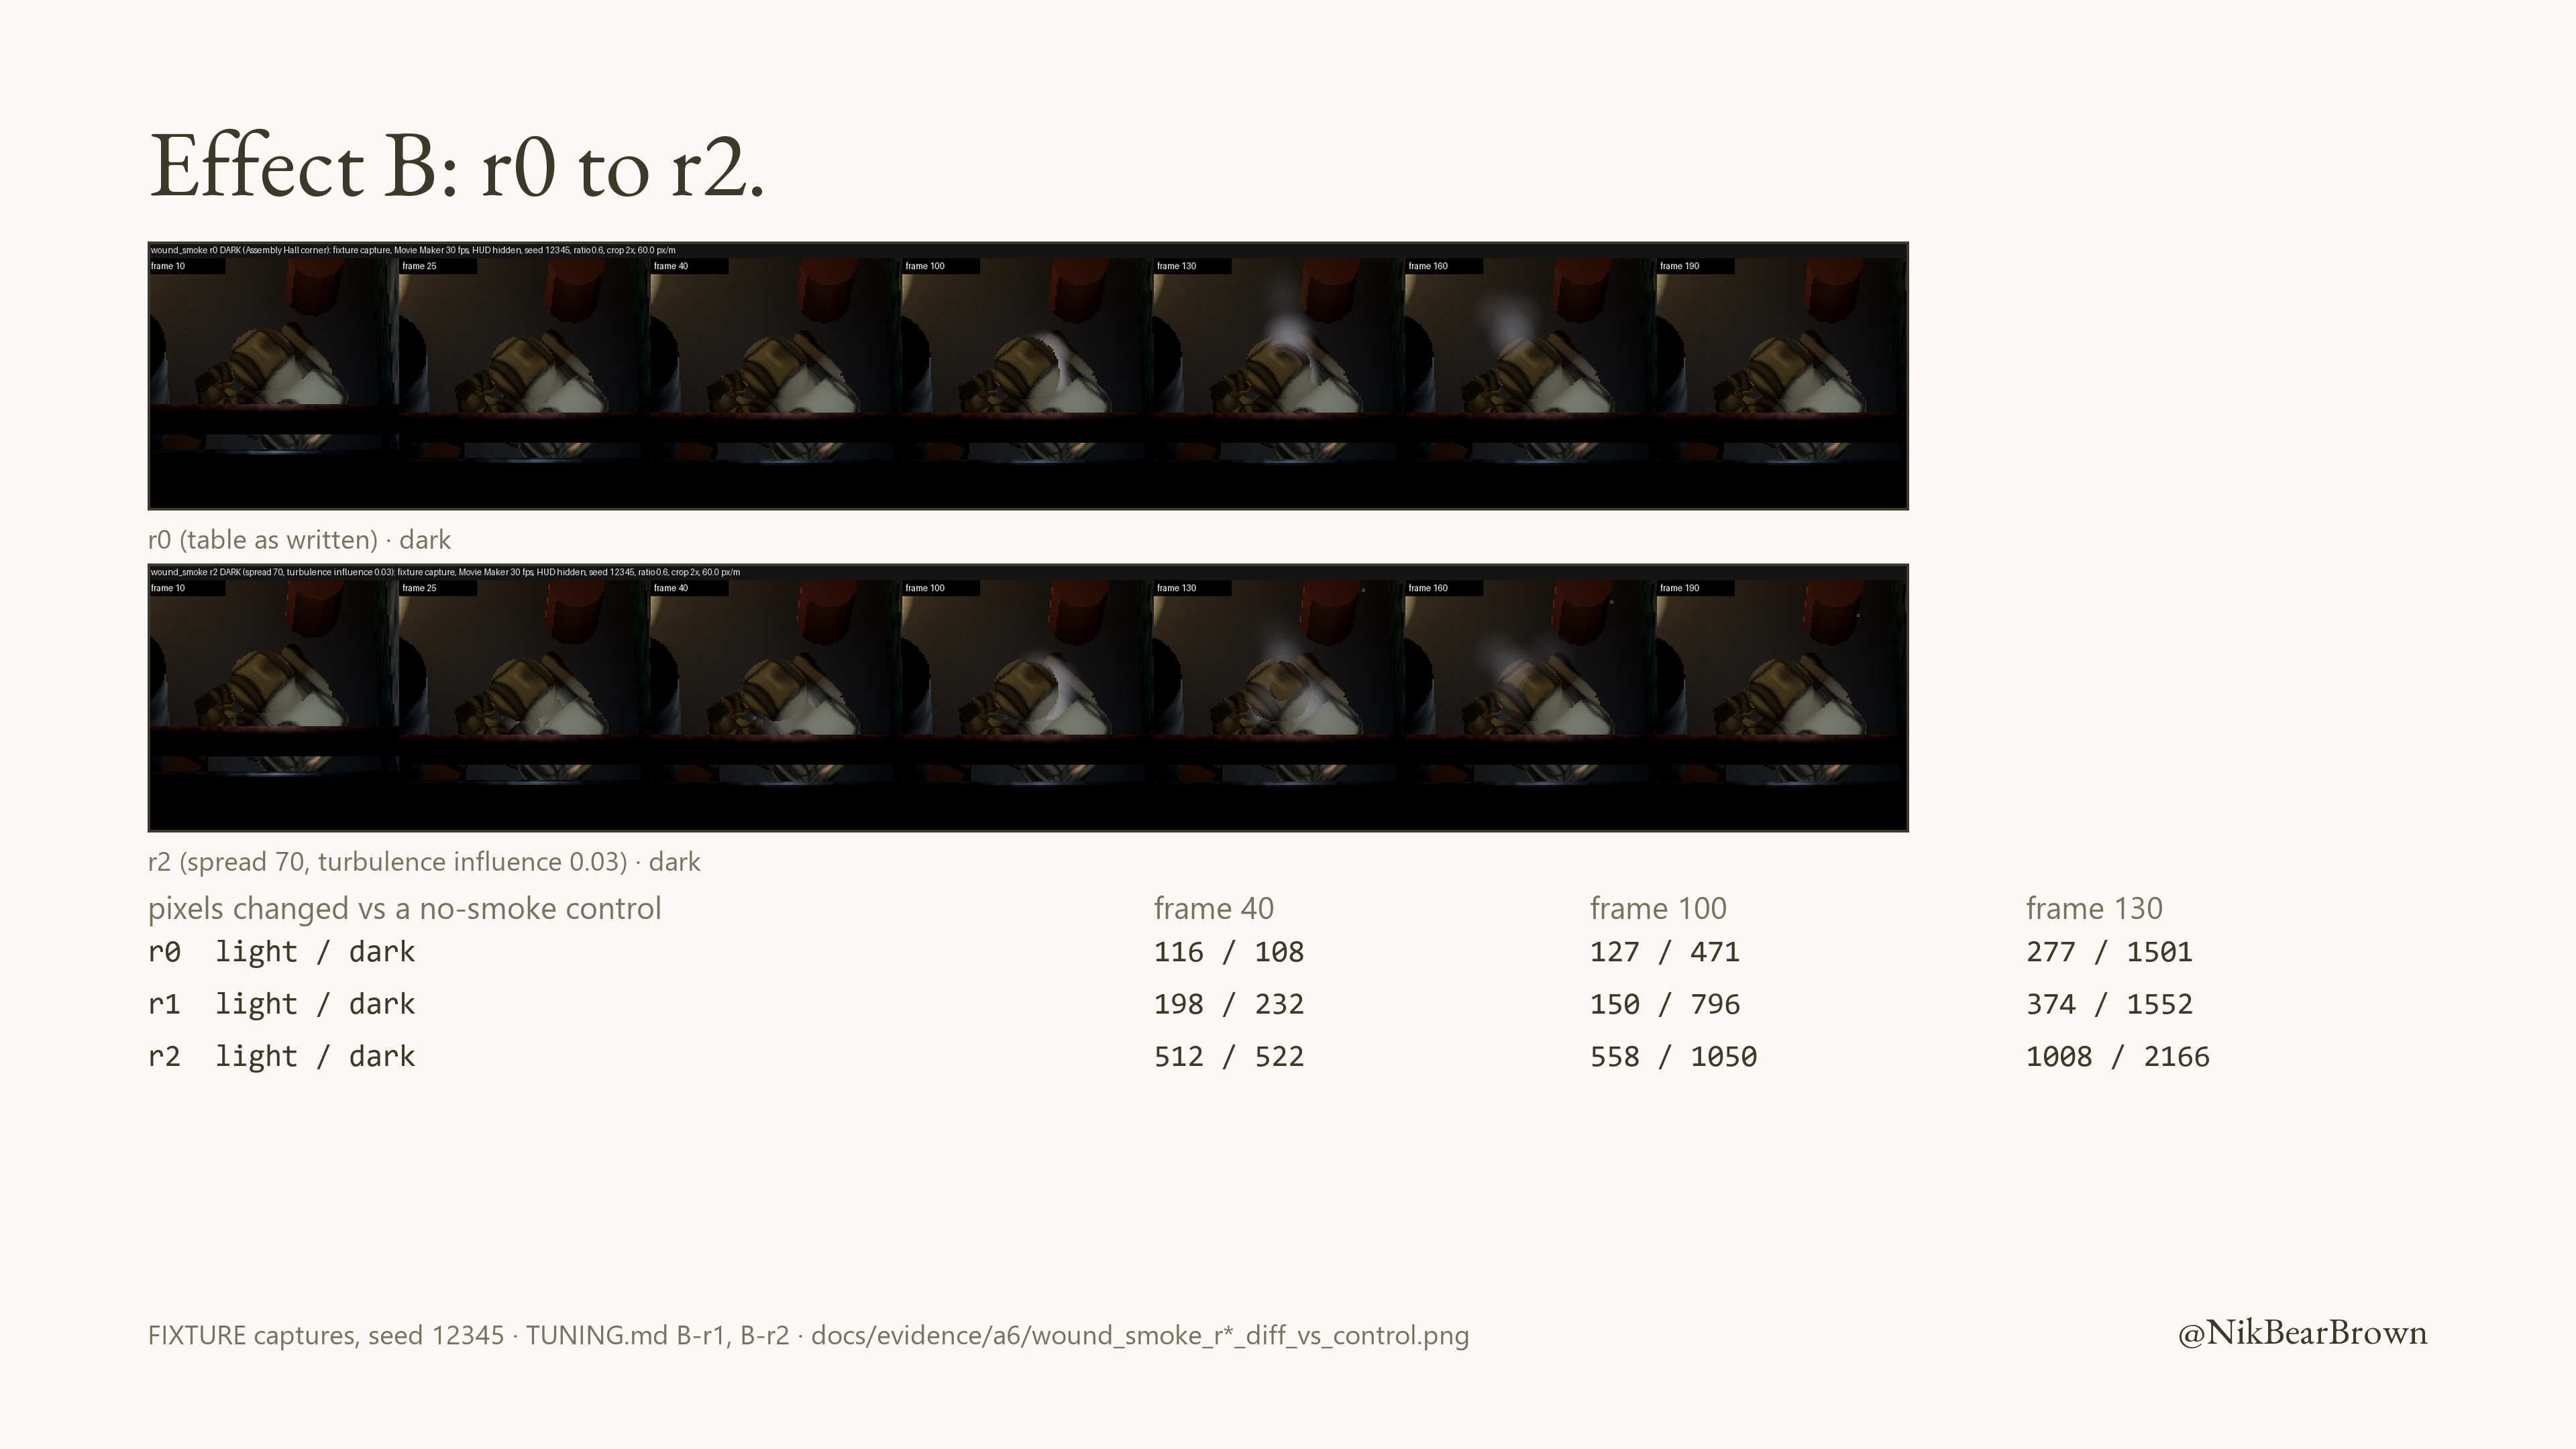 Effect B: r0 to r2.
wound_smoke r0 DARK (Assembly Hall corner): fixture capture, Movie Maker 30 fps, HUD hidden, seed 12345, ratio 0.6, crop 2x, 60.0 px/m
frame 10 frame 25 frame 40 frame 100 frame 130 frame 160 frame 190
r0 (table as written) · dark
wound_smoke r2 DARK (spread 70, turbulence influence 0.03): fixture capture, Movie Maker 30 fps, HUD hidden, seed 12345, ratio 0.6, crop 2x, 60.0 px/m
frame 10 frame 25 frame 40 frame 100 frame 130 frame 160 frame 190
r2 (spread 70, turbulence influence 0.03) · dark
pixels changed vs a no-smoke control frame 40 frame 100 frame 130
r0 light / dark 116 / 108 127 / 471 277 / 1501
r1 light / dark 198 / 232 150 / 796 374 / 1552
r2 light / dark 512 / 522 558 / 1050 1008 / 2166
FIXTURE captures, seed 12345 · TUNING.md B-r1, B-r2 · docs/evidence/a6/wound_smoke_r*_diff_vs_control.png
@NikBearBrown